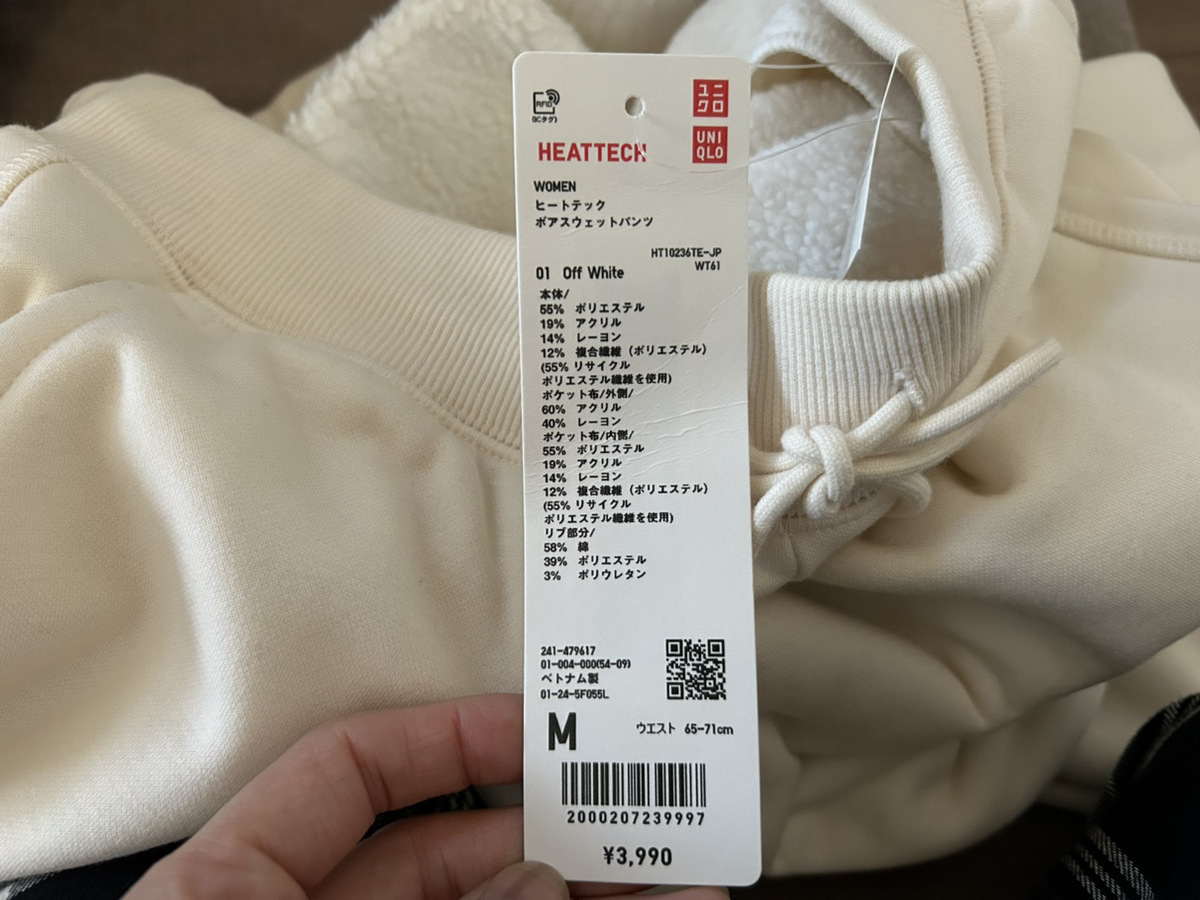 RFID
(ICタグ)
ユニ
クロ
UNI
QLO
HEATTECH
WOMEN
ヒートテック
ボアスウェットパンツ
HT10236TE-JP
WT61
01 Off White
本体/
55% ポリエステル
19% アクリル
14% レーヨン
12% 複合繊維（ポリエステル）
(55% リサイクル
ポリエステル繊維を使用)
ポケット布/外側/
60% アクリル
40% レーヨン
ポケット布/内側/
55% ポリエステル
19% アクリル
14% レーヨン
12% 複合繊維（ポリエステル）
(55% リサイクル
ポリエステル繊維を使用)
リブ部分/
58% 綿
39% ポリエステル
3% ポリウレタン
241-479617
01-004-000(54-09)
ベトナム製
01-24-5F055L
M
ウエスト 65-71cm
2000207239997
¥3,990